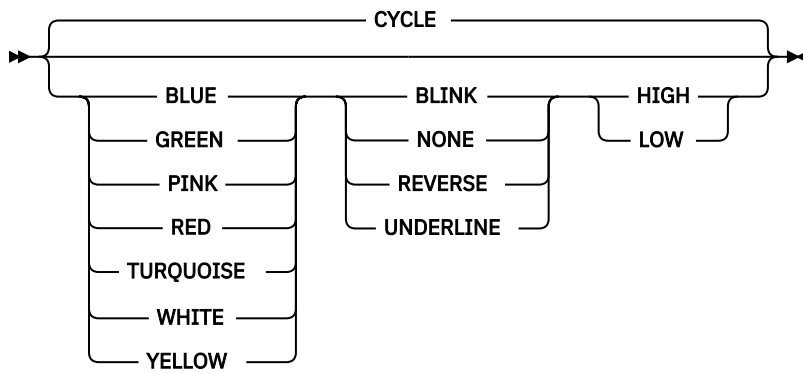 CYCLE
BLUE BLINK HIGH
GREEN NONE LOW
PINK REVERSE
RED UNDERLINE
TURQUOISE
WHITE
YELLOW